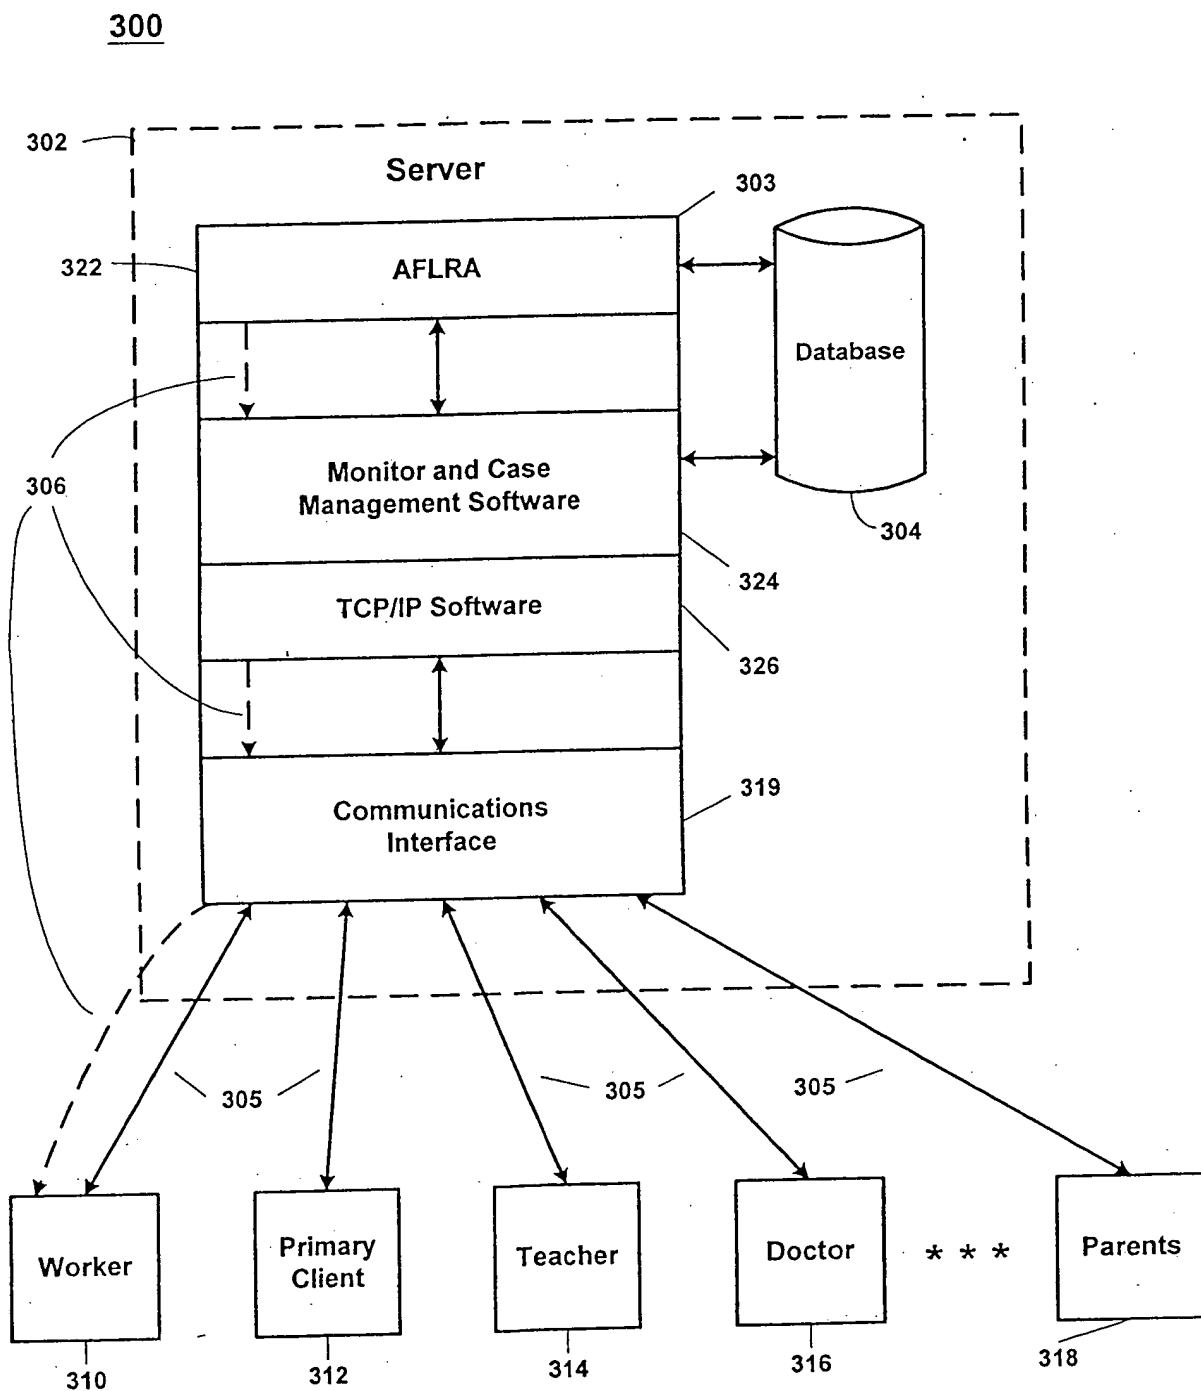 300
302
Server
303
322
AFLRA
Database
306
Monitor and Case
Management Software
304
324
TCP/IP Software
326
319
Communications
Interface
305
305
305
Worker
Primary
Client
Teacher
Doctor
* * *
Parents
310
312
314
316
318